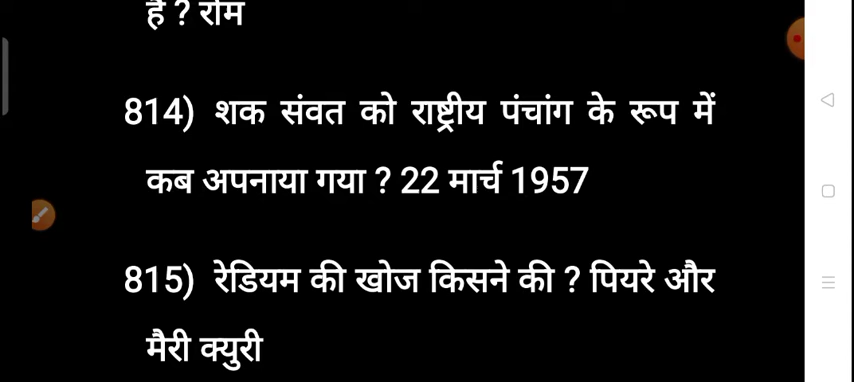 है ? रोम
814) शक संवत को राष्ट्रीय पंचांग के रूप में
कब अपनाया गया ? 22 मार्च 1957
815) रेडियम की खोज किसने की ? पियरे और
मैरी क्युरी